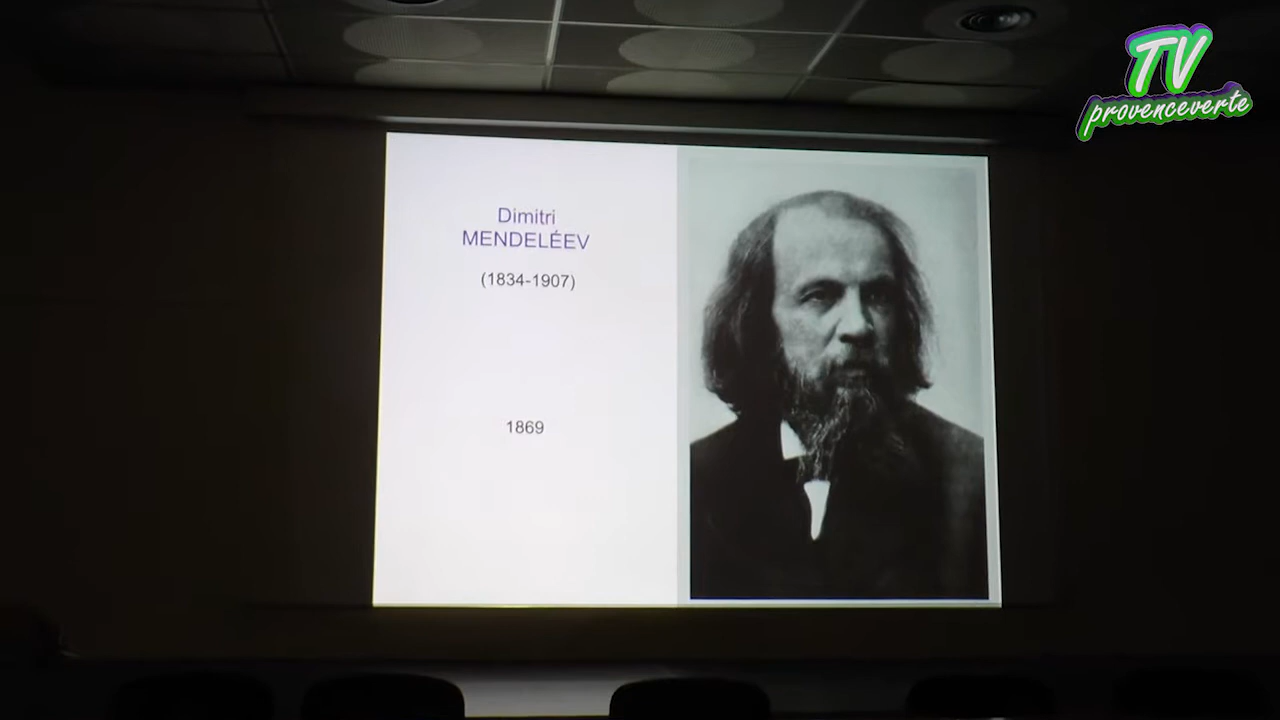 TV
provenceverte
Dimitri
MENDELÉEV
(1834-1907)
1869